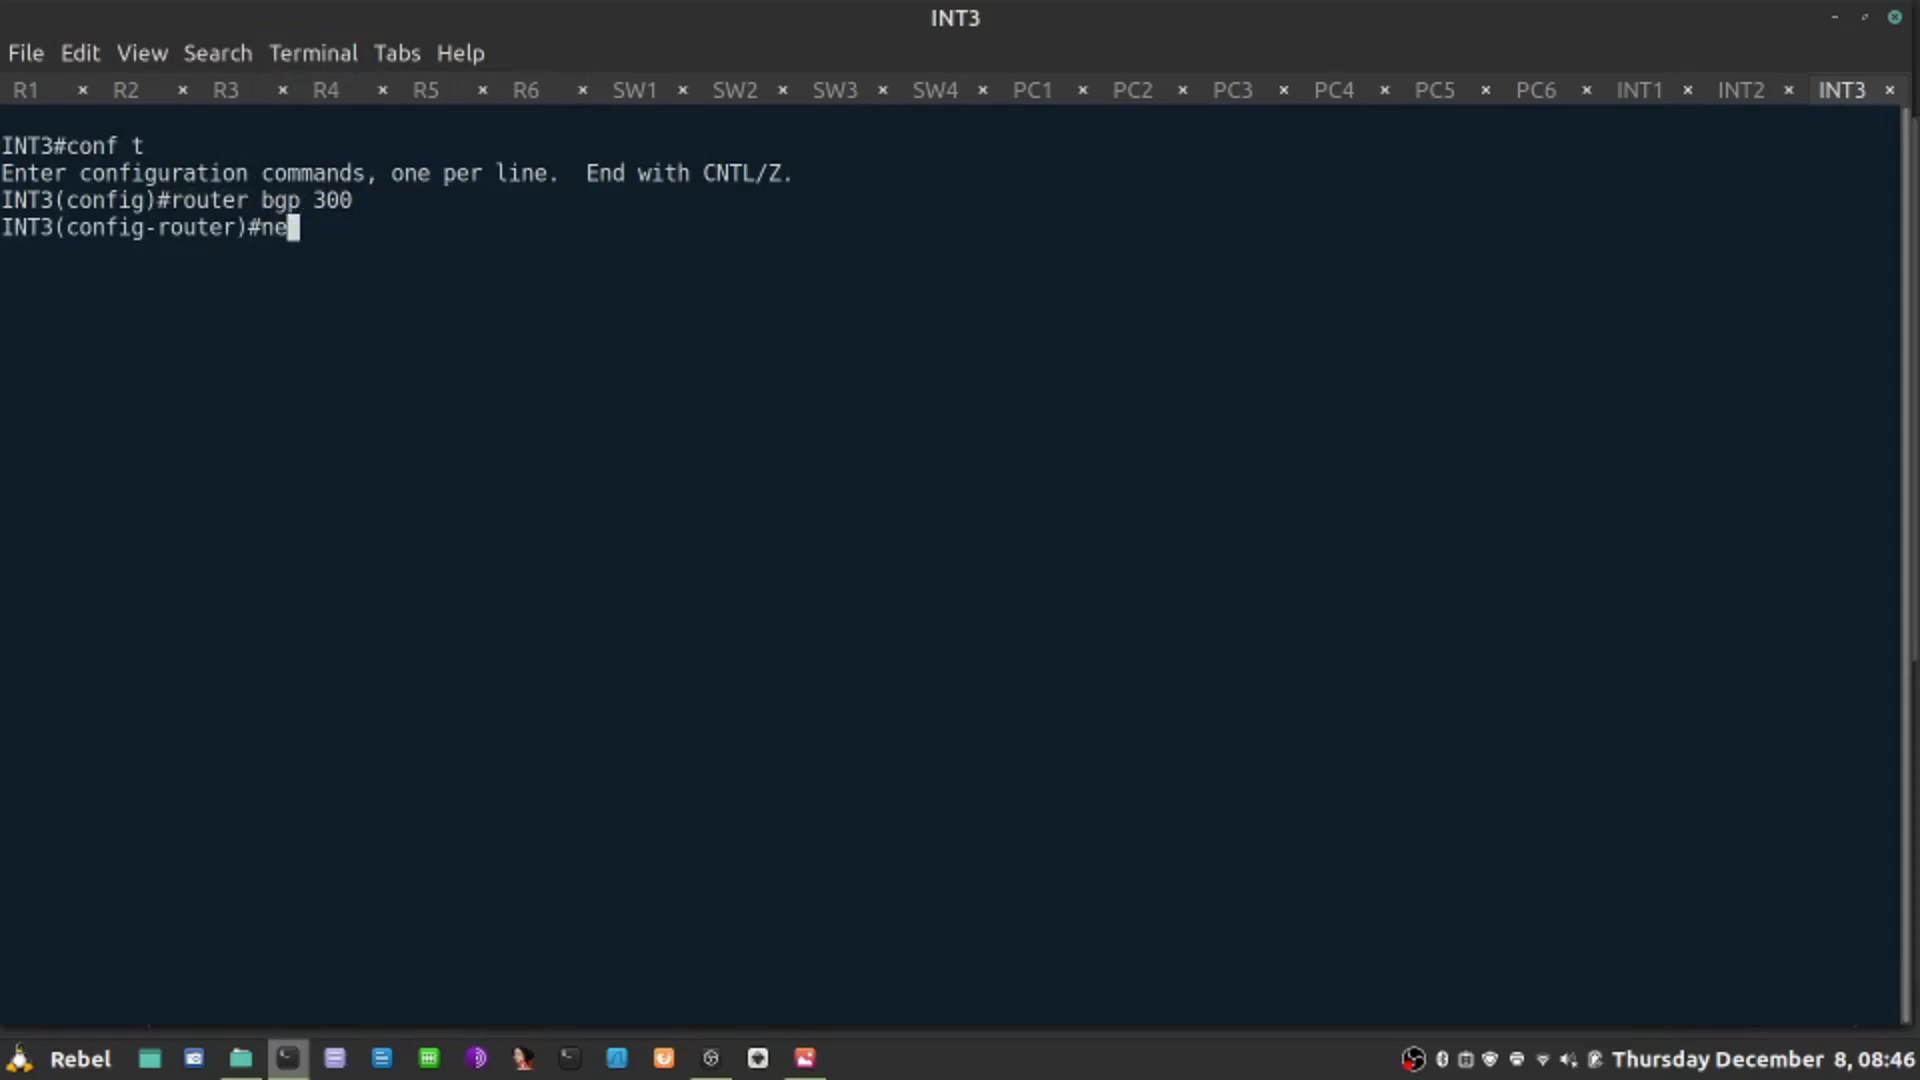 INT3
File Edit View Search Terminal Tabs Help
R1 × R2 × R3 × R4 × R5 × R6 × SW1 × SW2 × SW3 × SW4 × PC1 × PC2 × PC3 × PC4 × PC5 × PC6 × INT1 × INT2 × INT3 ×
INT3#conf t
Enter configuration commands, one per line.  End with CNTL/Z.
INT3(config)#router bgp 300
INT3(config-router)#ne
Rebel Thursday December 8, 08:46